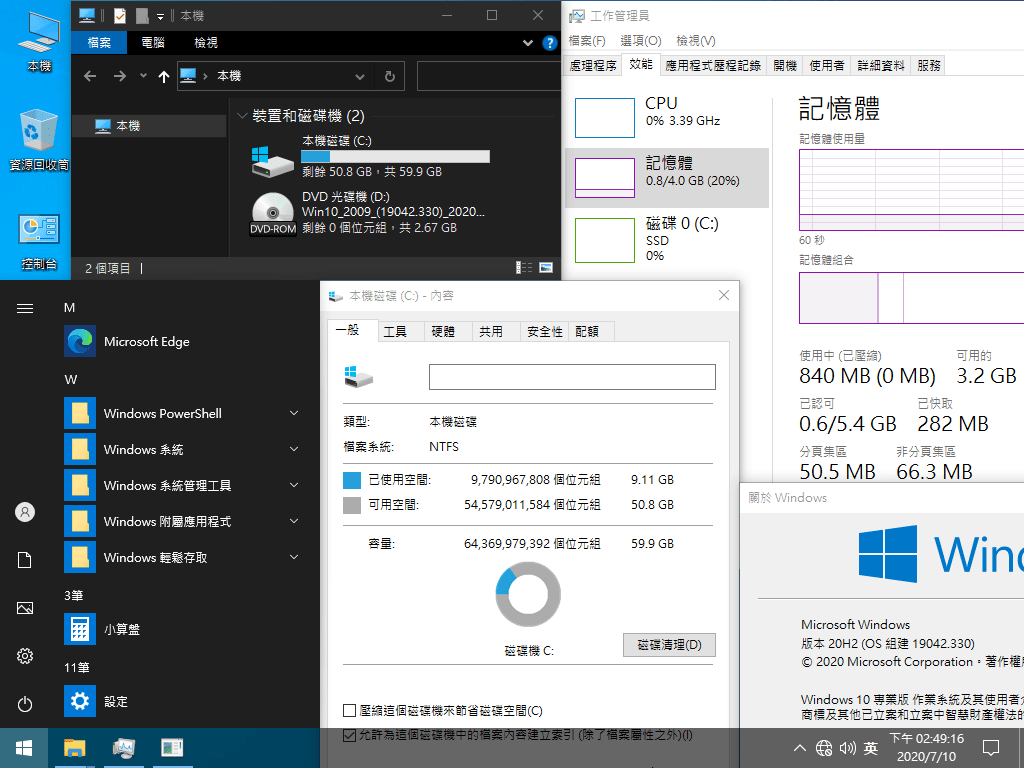 本機
資源回收筒
控制台
本機
檔案 電腦 檢視
本機
本機
裝置和磁碟機 (2)
本機磁碟 (C:)
剩餘 50.8 GB，共 59.9 GB
DVD 光碟機 (D:)
Win10_2009_(19042.330)_2020...
剩餘 0 個位元組，共 2.67 GB
DVD-ROM
2 個項目
工作管理員
檔案(F) 選項(O) 檢視(V)
處理程序 效能 應用程式歷程記錄 開機 使用者 詳細資料 服務
CPU
0% 3.39 GHz
記憶體
0.8/4.0 GB (20%)
磁碟 0 (C:)
SSD
0%
記憶體
記憶體使用量
60 秒
記憶體組合
使用中 (已壓縮) 可用的
840 MB (0 MB) 3.2 GB
已認可 已快取
0.6/5.4 GB 282 MB
分頁集區 非分頁集區
50.5 MB 66.3 MB
M
Microsoft Edge
W
Windows PowerShell
Windows 系統
Windows 系統管理工具
Windows 附屬應用程式
Windows 輕鬆存取
3筆
小算盤
11筆
設定
本機磁碟 (C:) - 內容
一般 工具 硬體 共用 安全性 配額
類型: 本機磁碟
檔案系統: NTFS
已使用空間: 9,790,967,808 個位元組 9.11 GB
可用空間: 54,579,011,584 個位元組 50.8 GB
容量: 64,369,979,392 個位元組 59.9 GB
磁碟機 C:
磁碟清理(D)
壓縮這個磁碟機來節省磁碟空間(C)
允許為這個磁碟機中的檔案內容建立索引 (除了檔案屬性之外)(I)
關於 Windows
Wind
Microsoft Windows
版本 20H2 (OS 組建 19042.330)
© 2020 Microsoft Corporation。著作權
Windows 10 專業版 作業系統及其使用者
商標及其他已立案和立案中智慧財產權法的
英
下午 02:49:16
2020/7/10